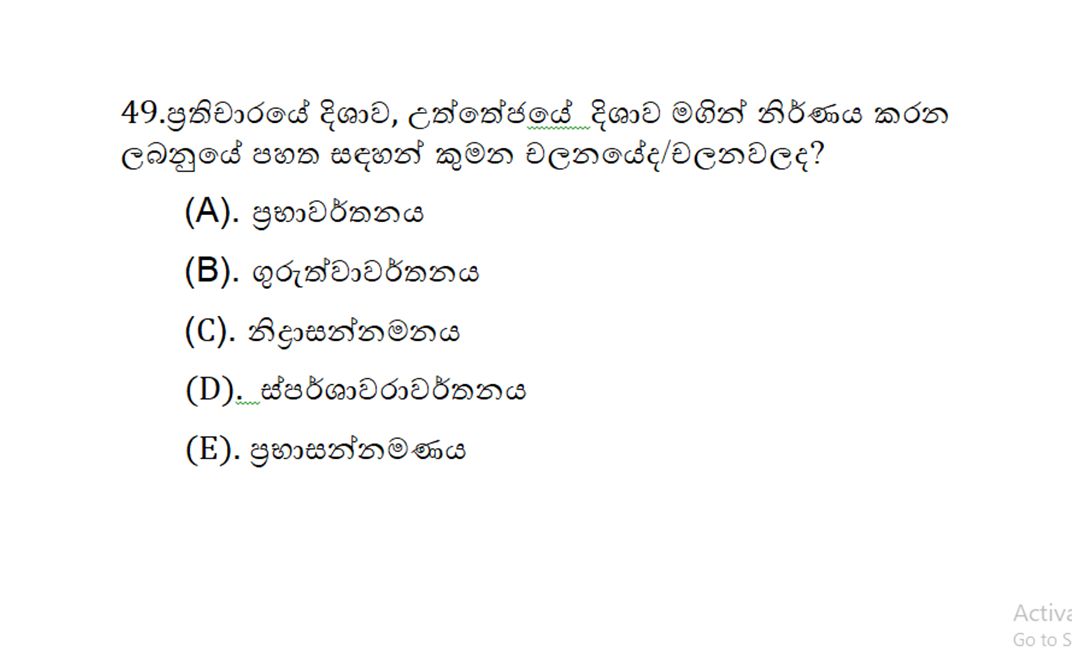 49.ප්‍රතිචාරයේ දිශාව, උත්තේජයේ දිශාව මගින් නිර්ණය කරන
ලබනුයේ පහත සඳහන් කුමන චලනයේද/චලනවලද?
(A). ප්‍රභාවර්තනය
(B). ගුරුත්වාවර්තනය
(C). නිද්‍රාසන්නමනය
(D). ස්පර්ශාවරාවර්තනය
(E). ප්‍රභාසන්නමණය
Activa
Go to S